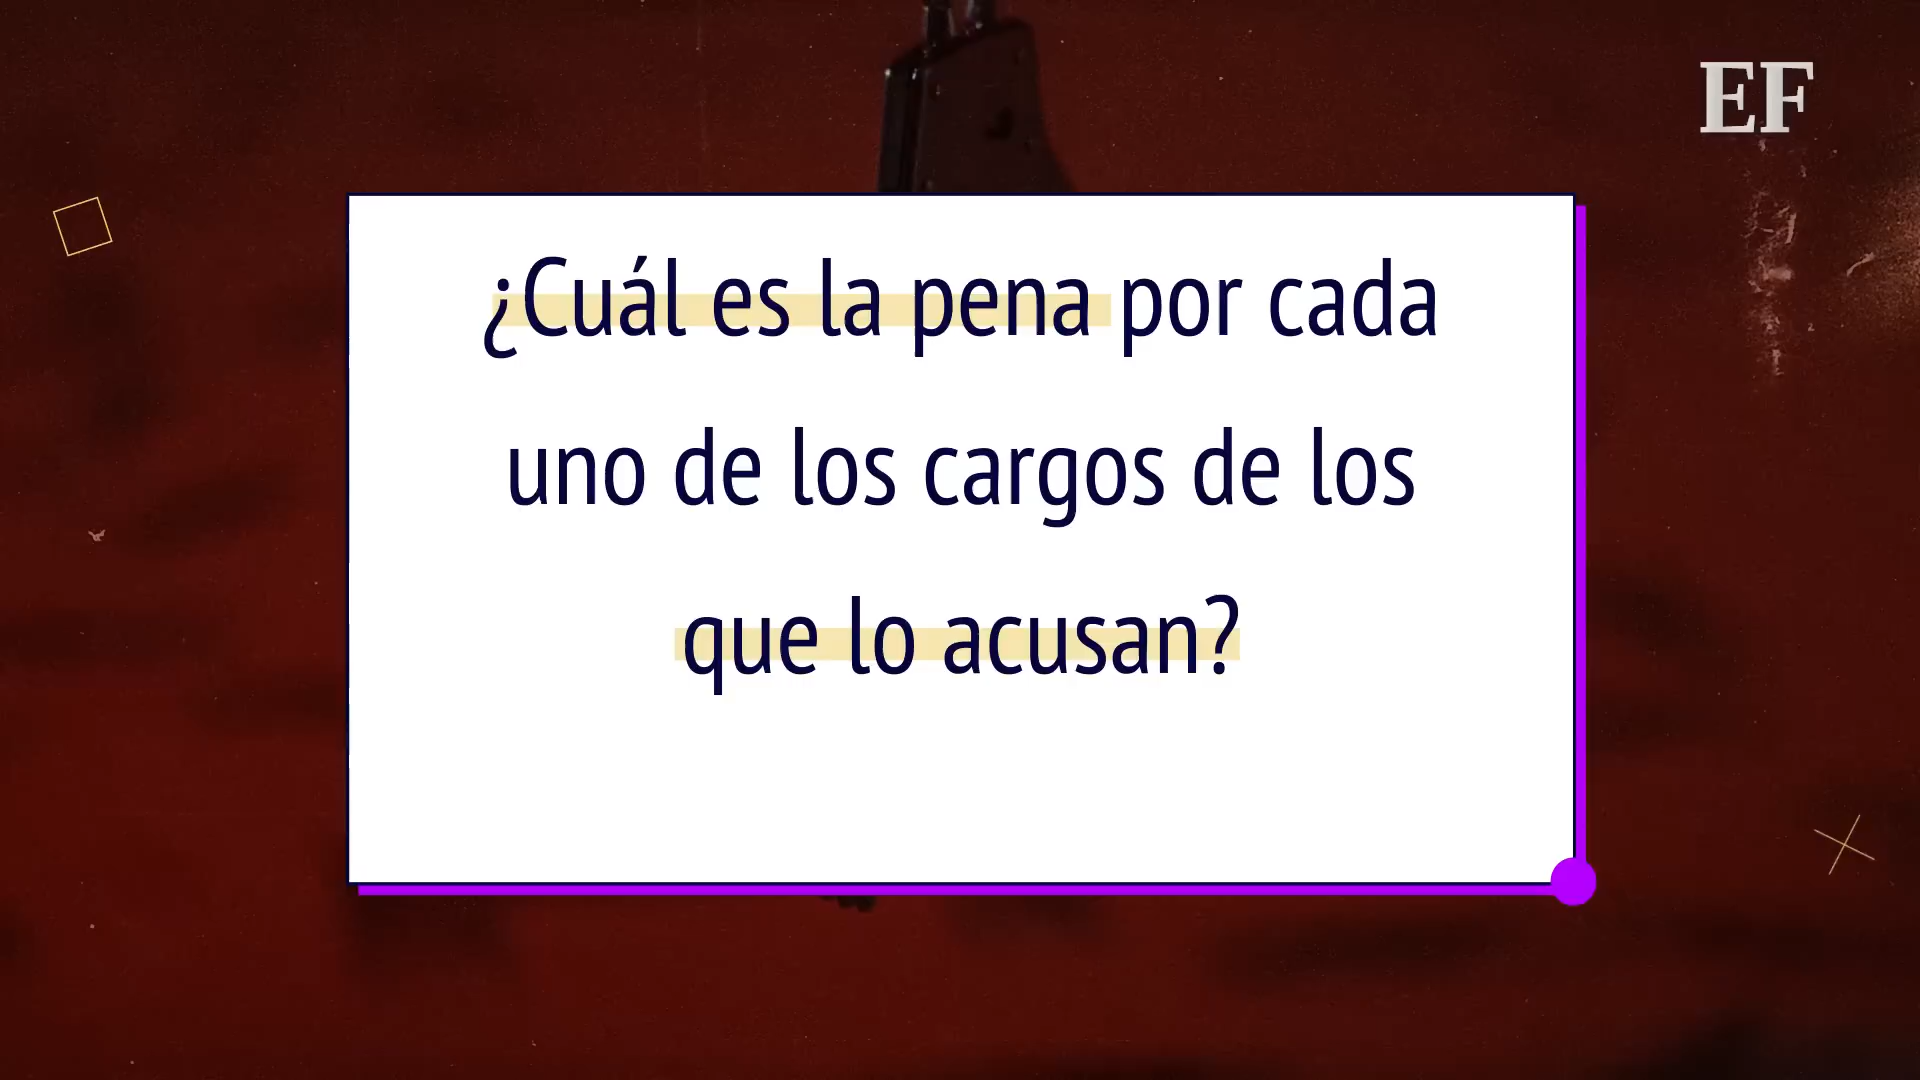 EF
¿Cuál es la pena por cada
uno de los cargos de los
que lo acusan?